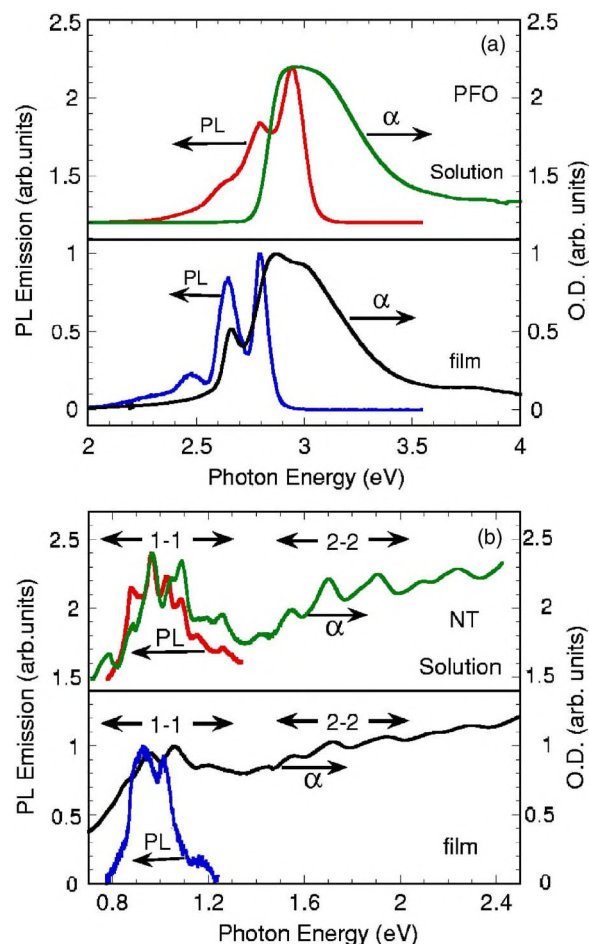 (a)
PFO
PL
α
Solution
2.5
2
1.5
2.5
2
1.5
PL
α
film
1
0.5
0
1
0.5
0
PL Emission (arb.units)
O.D. (arb. units)
2 2.5 3 3.5 4
Photon Energy (eV)
(b)
1-1 2-2
NT
PL
α
Solution
2.5
2
1.5
2.5
2
1.5
1-1 2-2
PL
α
film
1
0.5
0
1
0.5
0
PL Emission (arb.units)
O.D. (arb. units)
0.8 1.2 1.6 2 2.4
Photon Energy (eV)